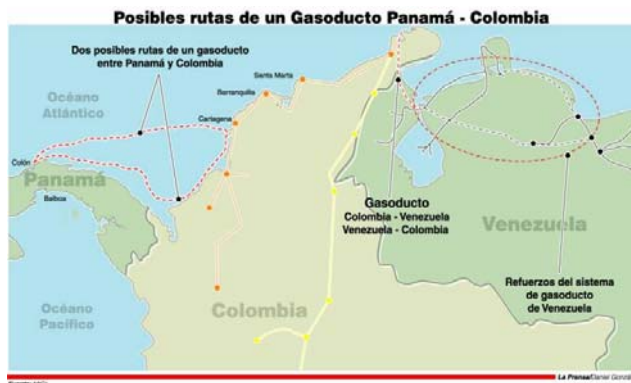 Posibles rutas de un Gasoducto Panamá - Colombia
Dos posibles rutas de un gasoducto
entre Panamá y Colombia
Océano
Atlántico
Santa Marta
Barranquilla
Cartagena
Colón
Panamá
Balboa
Gasoducto
Colombia - Venezuela
Venezuela - Colombia
Venezuela
Refuerzos del sistema
de gasoducto
de Venezuela
Océano
Pacífico
Colombia
La Prensa/Daniel